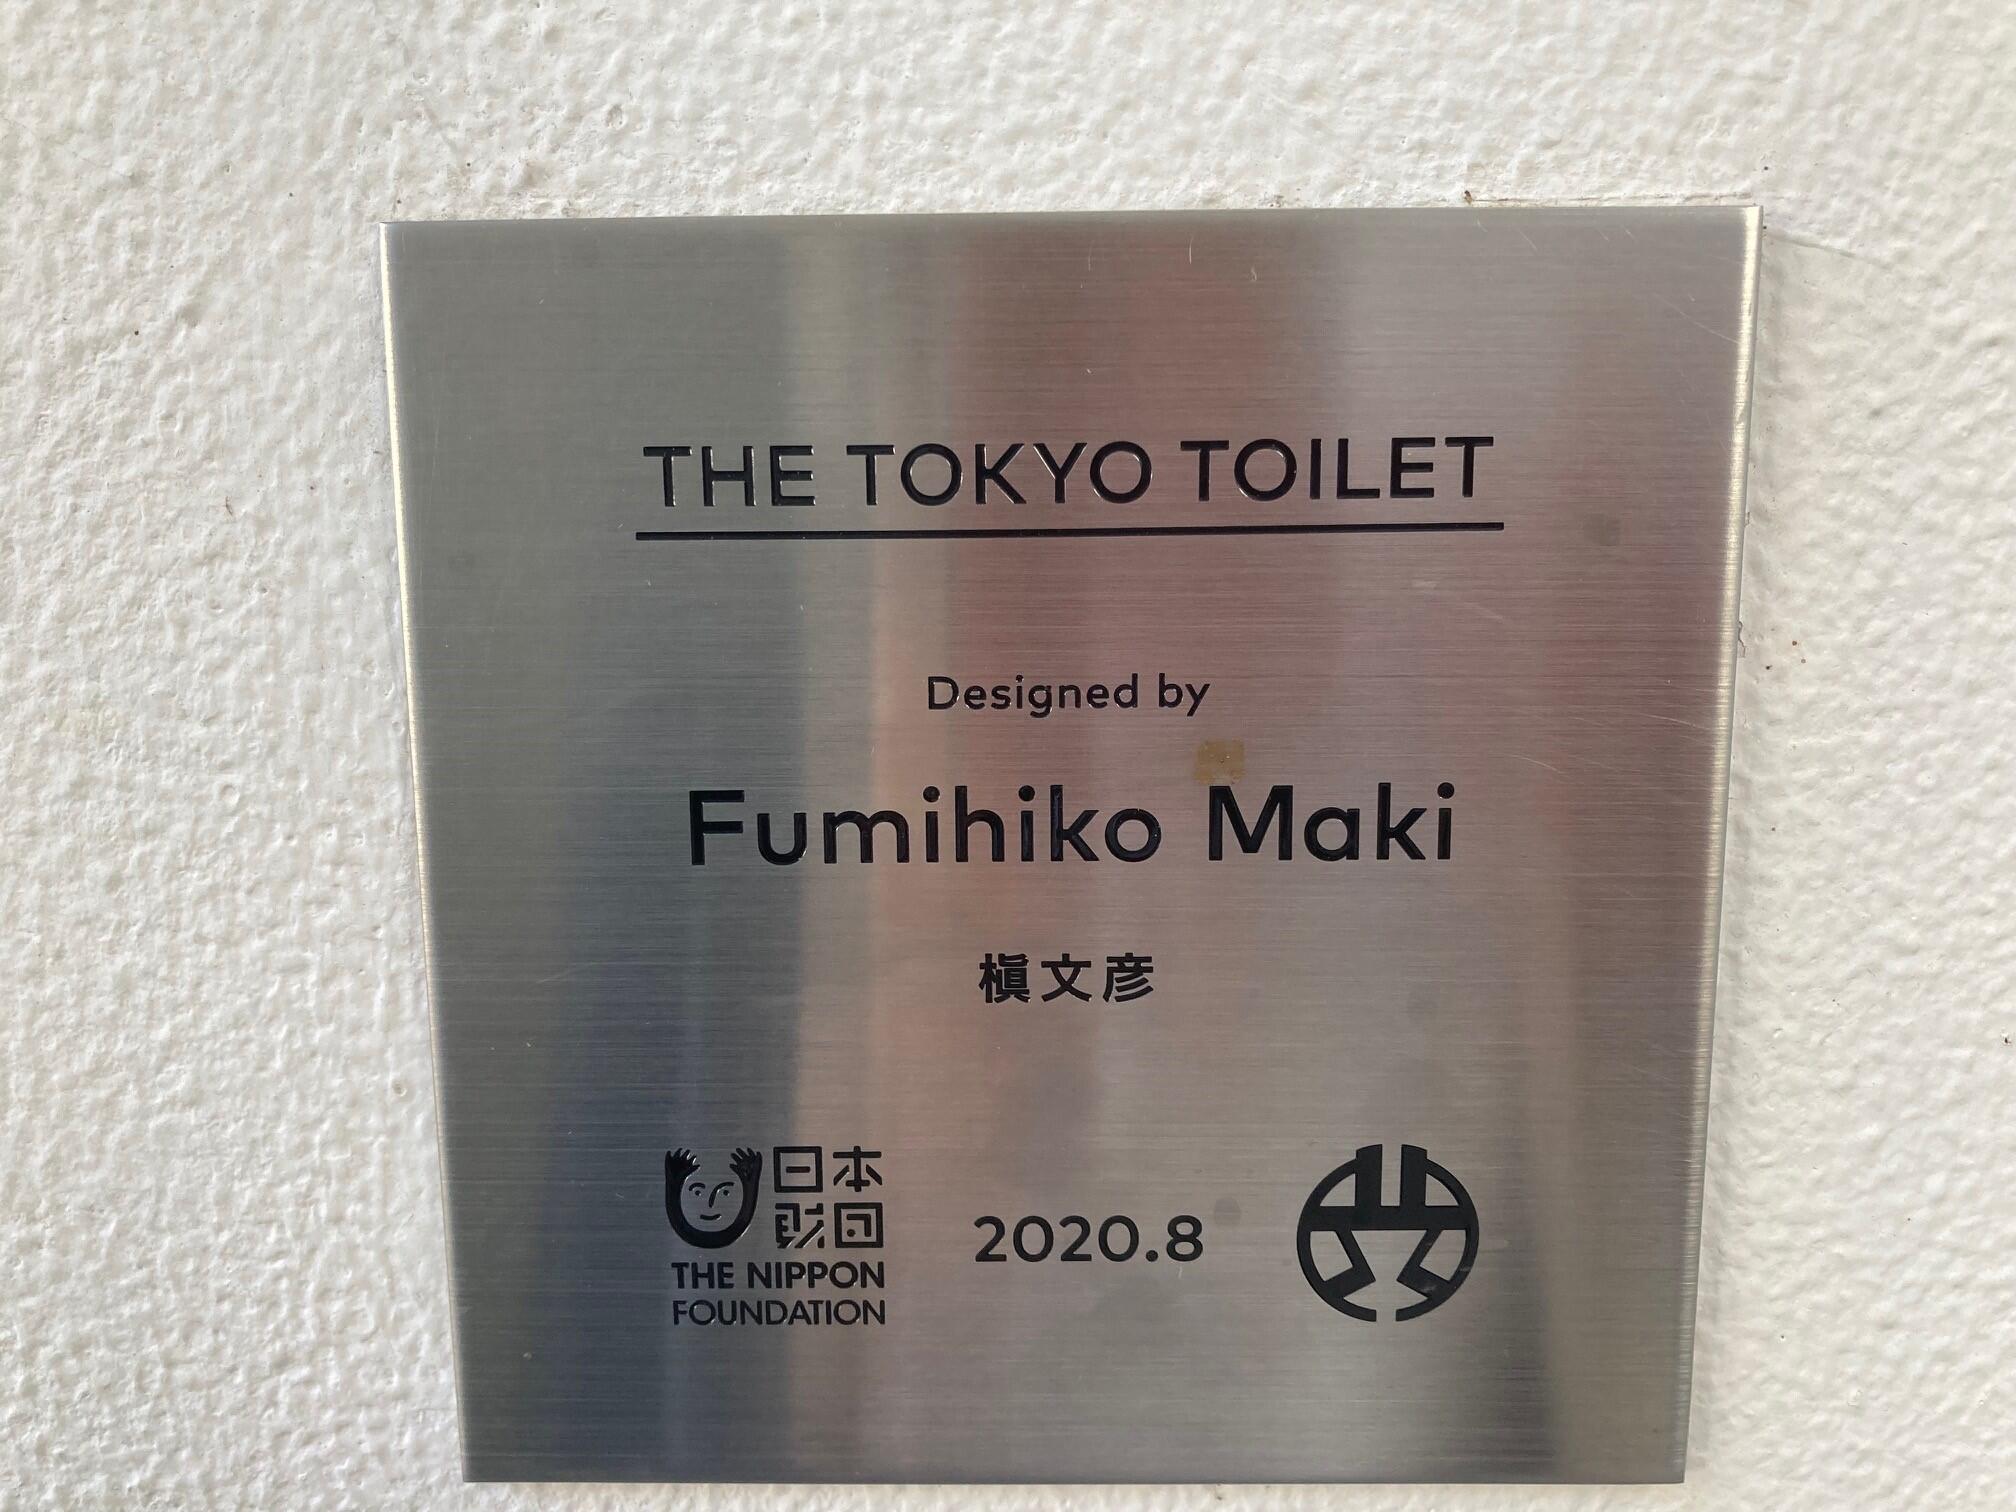 THE TOKYO TOILET
Designed by
Fumihiko Maki
槇文彦
日本
財団
THE NIPPON
FOUNDATION
2020.8